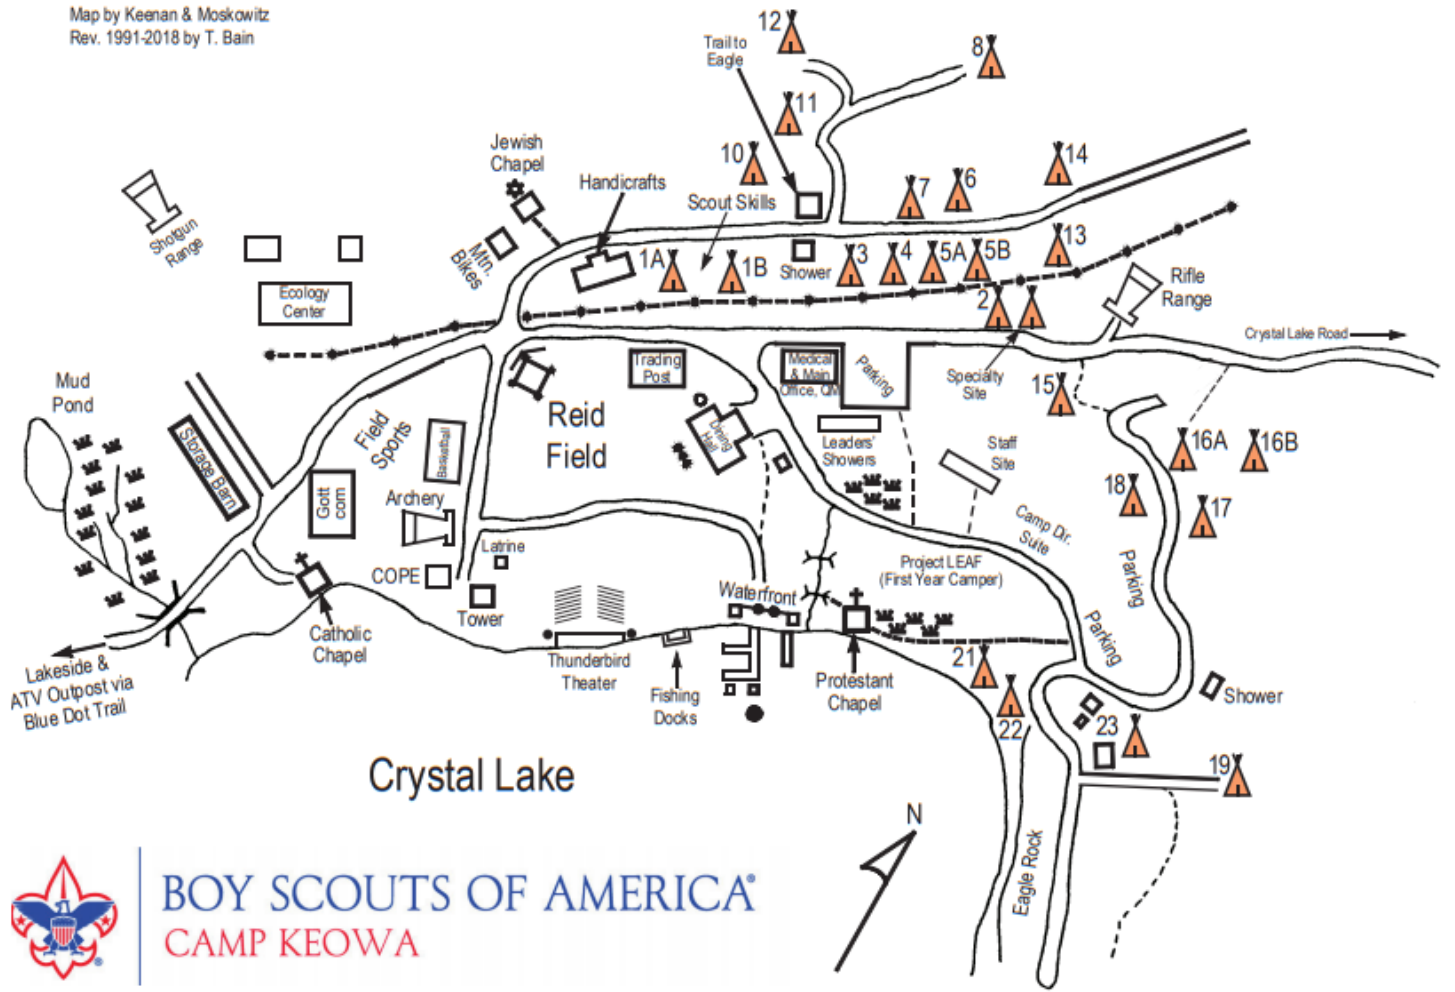 Map by Keenan & Moskowitz
Rev. 1991-2018 by T. Bain
12
Trail to
Eagle
8
11
Jewish
Chapel
10
14
Handicrafts
7
6
Scout Skills
Shotgun
Range
Mtn.
Bikes
13
1A
1B
Shower
3
4
5A
5B
Rifle
Range
Ecology
Center
2
Crystal Lake Road
Trading
Post
Medical
& Main
Office, QM
Parking
Specialty
Site
15
Mud
Pond
Reid
Field
Field
Sports
Basketball
Dining
Hall
Leaders'
Showers
Staff
Site
16A
16B
Storage Barn
Gott
com
Archery
18
17
Camp Dir.
Suite
Latrine
COPE
Tower
Project LEAF
(First Year Camper)
Parking
Waterfront
Catholic
Chapel
Parking
Thunderbird
Theater
Fishing
Docks
Protestant
Chapel
21
22
Shower
Lakeside &
ATV Outpost via
Blue Dot Trail
23
19
Crystal Lake
N
Eagle Rock
BOY SCOUTS OF AMERICA®
CAMP KEOWA